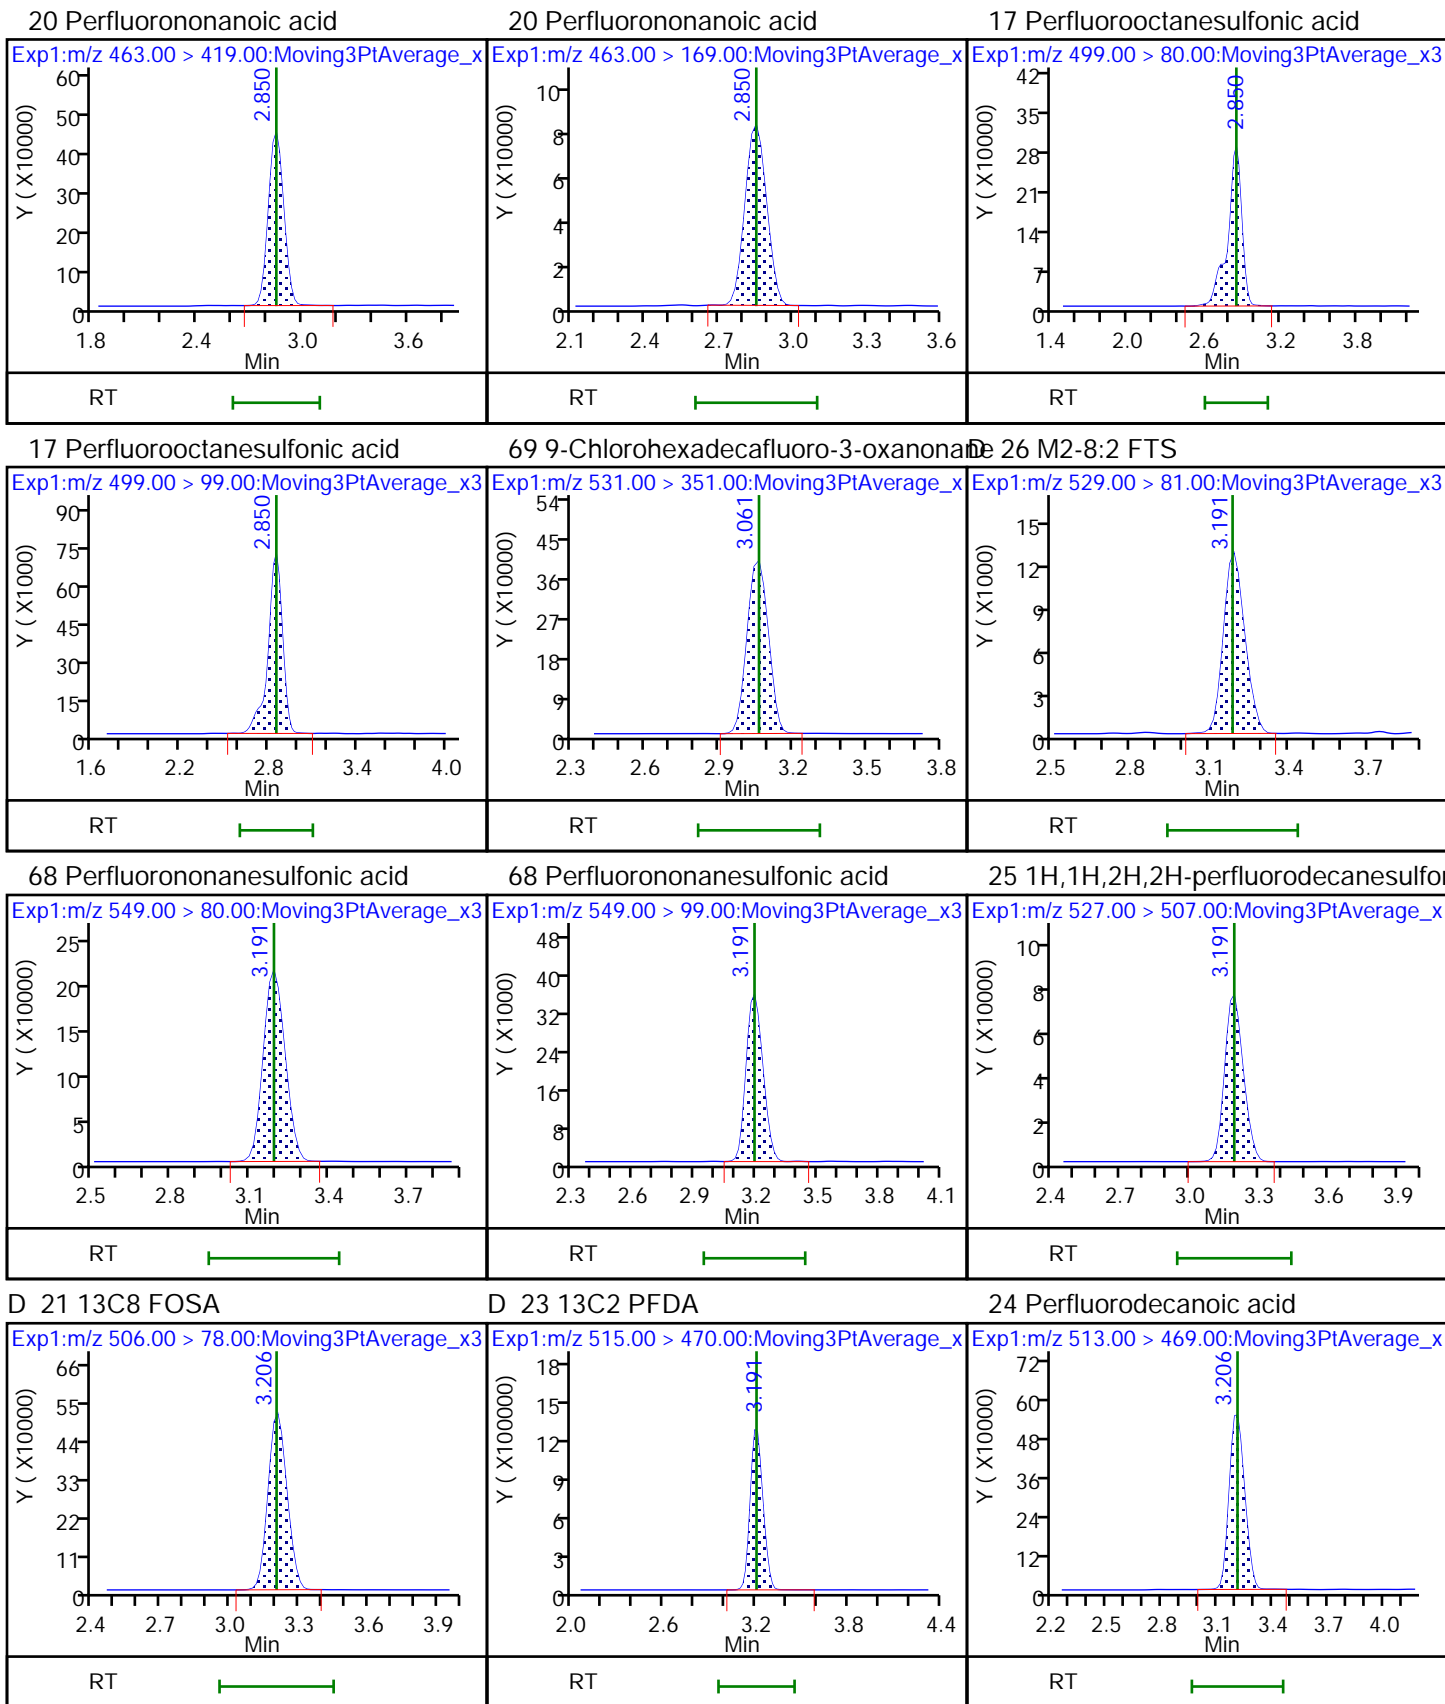 20 Perfluorononanoic acid
Exp1:m/z 463.00 > 419.00:Moving3PtAverage_x
Y ( X10000)
60
50
40
30
20
10
0
2.850
1.8 2.4 3.0 3.6
Min
RT
20 Perfluorononanoic acid
Exp1:m/z 463.00 > 169.00:Moving3PtAverage_x
Y ( X10000)
10
8
6
4
2
0
2.850
2.1 2.4 2.7 3.0 3.3 3.6
Min
RT
17 Perfluorooctanesulfonic acid
Exp1:m/z 499.00 > 80.00:Moving3PtAverage_x3
Y ( X10000)
42
35
28
21
14
7
0
2.850
1.4 2.0 2.6 3.2 3.8
Min
RT
17 Perfluorooctanesulfonic acid
Exp1:m/z 499.00 > 99.00:Moving3PtAverage_x3
Y ( X1000)
90
75
60
45
30
15
0
2.850
1.6 2.2 2.8 3.4 4.0
Min
RT
69 9-Chlorohexadecafluoro-3-oxanonane
Exp1:m/z 531.00 > 351.00:Moving3PtAverage_x
Y ( X10000)
54
45
36
27
18
9
0
3.061
2.3 2.6 2.9 3.2 3.5 3.8
Min
RT
D 26 M2-8:2 FTS
Exp1:m/z 529.00 > 81.00:Moving3PtAverage_x3
Y ( X1000)
15
12
9
6
3
0
3.191
2.5 2.8 3.1 3.4 3.7
Min
RT
68 Perfluorononanesulfonic acid
Exp1:m/z 549.00 > 80.00:Moving3PtAverage_x3
Y ( X10000)
25
20
15
10
5
0
3.191
2.5 2.8 3.1 3.4 3.7
Min
RT
68 Perfluorononanesulfonic acid
Exp1:m/z 549.00 > 99.00:Moving3PtAverage_x3
Y ( X1000)
48
40
32
24
16
8
0
3.191
2.3 2.6 2.9 3.2 3.5 3.8 4.1
Min
RT
25 1H,1H,2H,2H-perfluorodecanesulfon
Exp1:m/z 527.00 > 507.00:Moving3PtAverage_x
Y ( X10000)
10
8
6
4
2
0
3.191
2.4 2.7 3.0 3.3 3.6 3.9
Min
RT
D 21 13C8 FOSA
Exp1:m/z 506.00 > 78.00:Moving3PtAverage_x3
Y ( X10000)
66
55
44
33
22
11
0
3.206
2.4 2.7 3.0 3.3 3.6 3.9
Min
RT
D 23 13C2 PFDA
Exp1:m/z 515.00 > 470.00:Moving3PtAverage_x
Y ( X100000)
18
15
12
9
6
3
0
3.191
2.0 2.6 3.2 3.8 4.4
Min
RT
24 Perfluorodecanoic acid
Exp1:m/z 513.00 > 469.00:Moving3PtAverage_x
Y ( X10000)
72
60
48
36
24
12
0
3.206
2.2 2.5 2.8 3.1 3.4 3.7 4.0
Min
RT